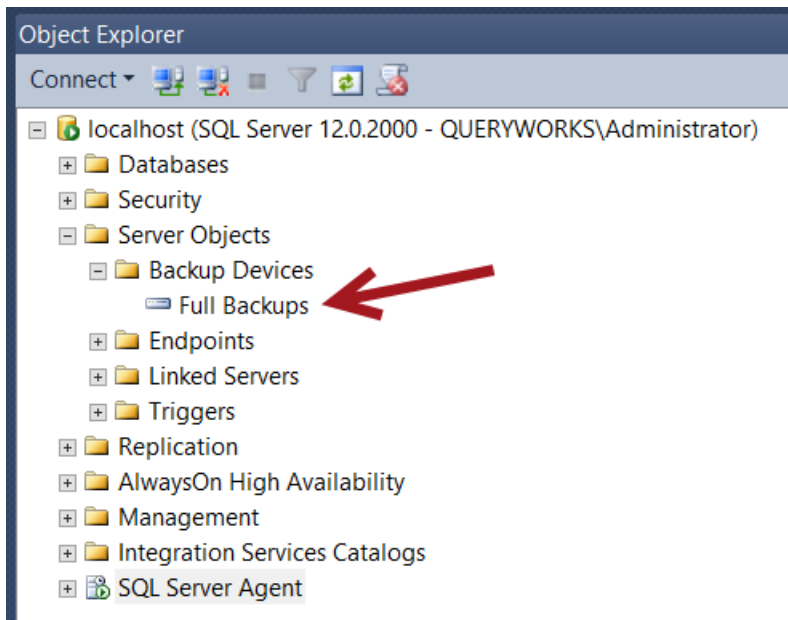 Object Explorer
Connect
localhost (SQL Server 12.0.2000 - QUERYWORKS\Administrator)
Databases
Security
Server Objects
Backup Devices
Full Backups
Endpoints
Linked Servers
Triggers
Replication
AlwaysOn High Availability
Management
Integration Services Catalogs
SQL Server Agent